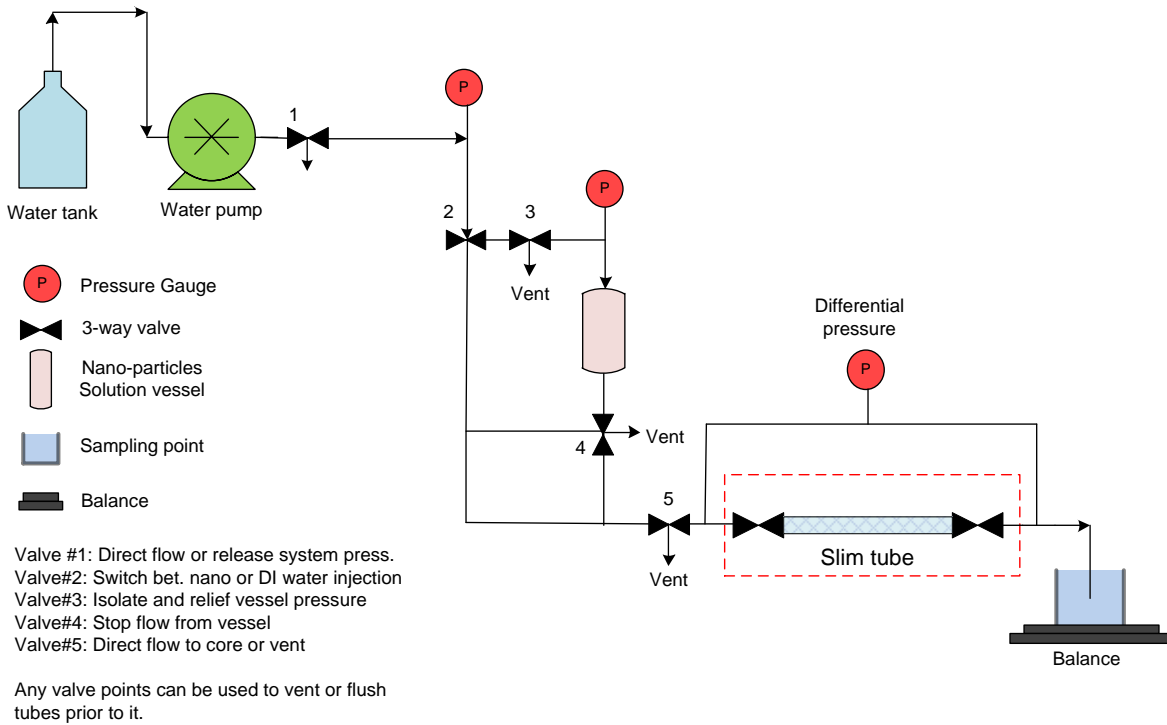 P
1
P
Water tank
Water pump
2
3
P
Pressure Gauge
Vent
3-way valve
Differential
pressure
Nano-particles
Solution vessel
P
Vent
4
Sampling point
Balance
5
Slim tube
Vent
Valve #1: Direct flow or release system press.
Valve#2: Switch bet. nano or DI water injection
Valve#3: Isolate and relief vessel pressure
Valve#4: Stop flow from vessel
Valve#5: Direct flow to core or vent
Balance
Any valve points can be used to vent or flush
tubes prior to it.